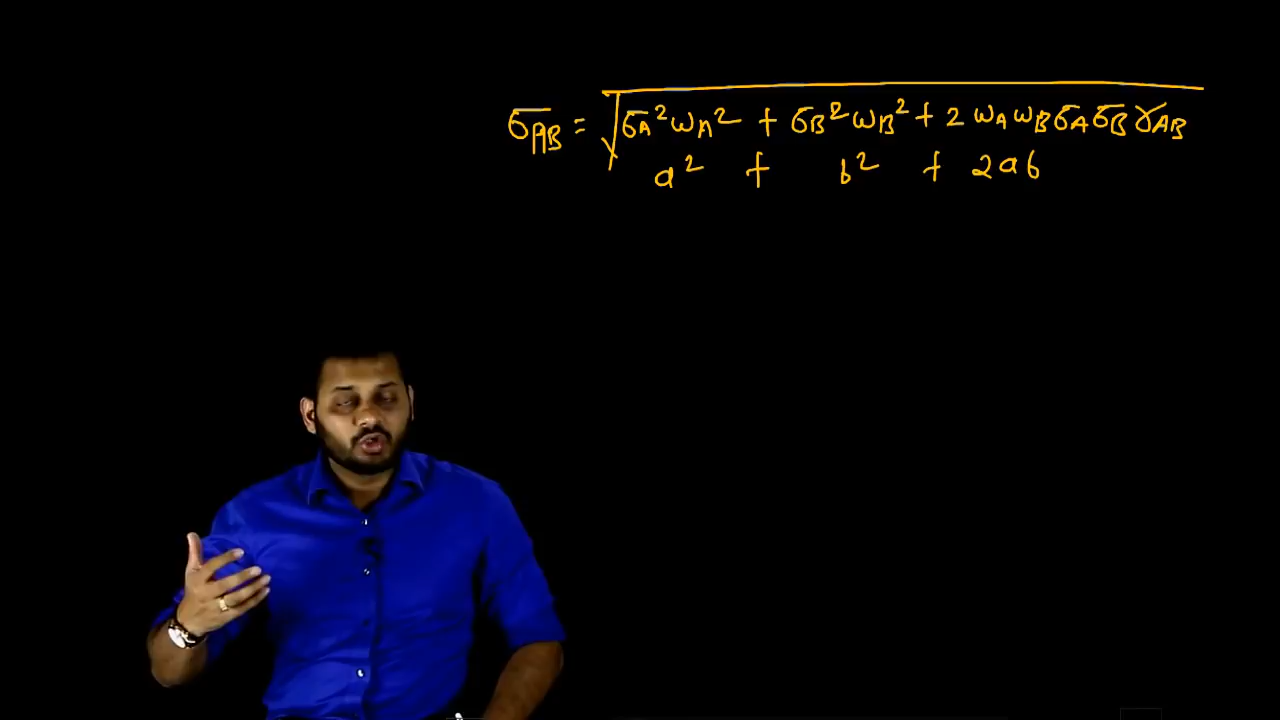 σAB = √σA²ωA² + σB²ωB² + 2 ωA ωB σA σB γAB
a² + b² + 2ab